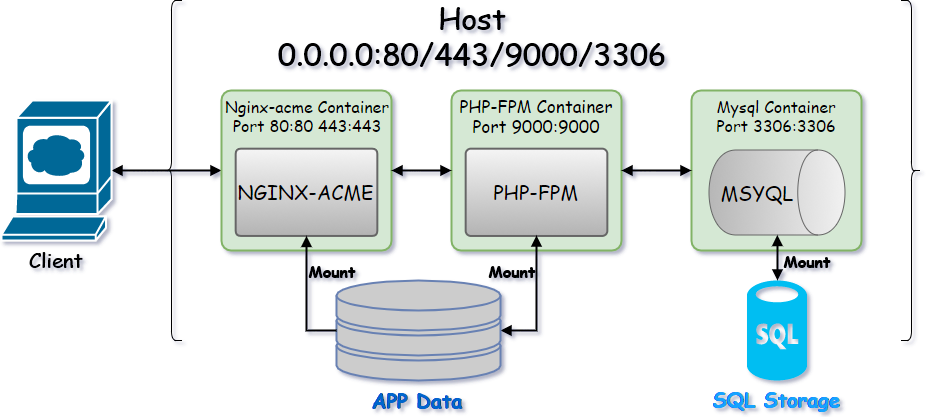 Host
0.0.0.0:80/443/9000/3306
Nginx-acme Container
Port 80:80 443:443
PHP-FPM Container
Port 9000:9000
Mysql Container
Port 3306:3306
NGINX-ACME
PHP-FPM
MSYQL
Client
Mount
Mount
Mount
SQL
APP Data
SQL Storage